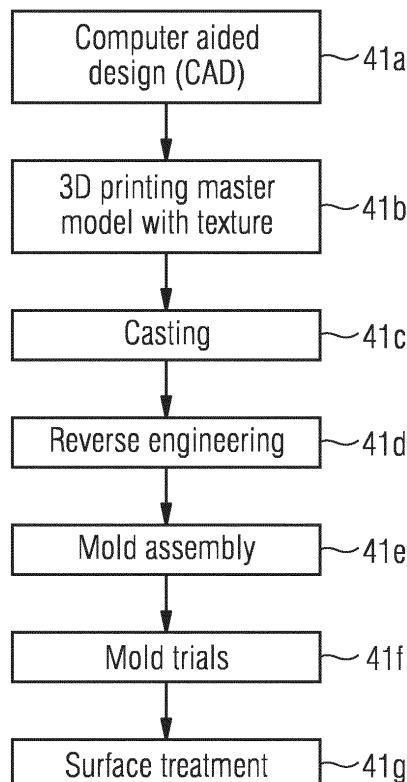 Computer aided
design (CAD)
41a
3D printing master
model with texture
41b
Casting
41c
Reverse engineering
41d
Mold assembly
41e
Mold trials
41f
Surface treatment
41g